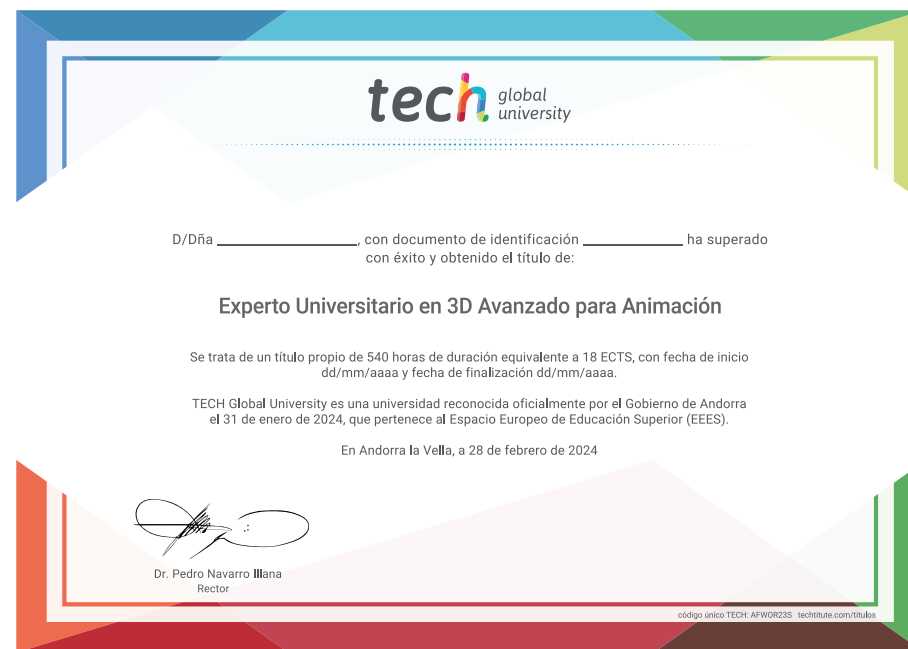 tech global
university
D/Dña ____________, con documento de identificación ____________ ha superado
con éxito y obtenido el título de:
Experto Universitario en 3D Avanzado para Animación
Se trata de un título propio de 540 horas de duración equivalente a 18 ECTS, con fecha de inicio
dd/mm/aaaa y fecha de finalización dd/mm/aaaa.
TECH Global University es una universidad reconocida oficialmente por el Gobierno de Andorra
el 31 de enero de 2024, que pertenece al Espacio Europeo de Educación Superior (EEES).
En Andorra la Vella, a 28 de febrero de 2024
Dr. Pedro Navarro Illana
Rector
código único TECH: AFWOR23S techtitute.com/titulos